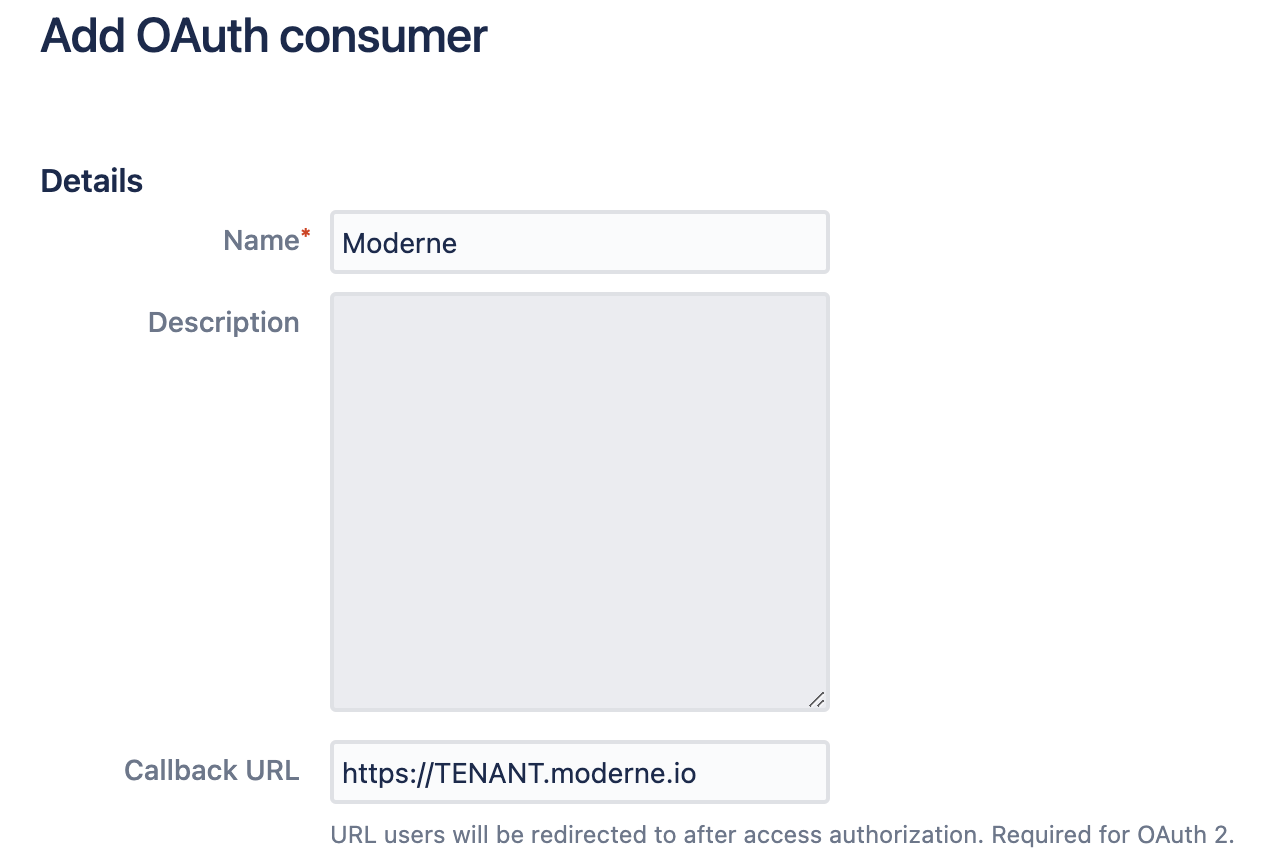 Add OAuth consumer
Details
Name*
Moderne
Description
Callback URL
https://TENANT.moderne.io
URL users will be redirected to after access authorization. Required for OAuth 2.